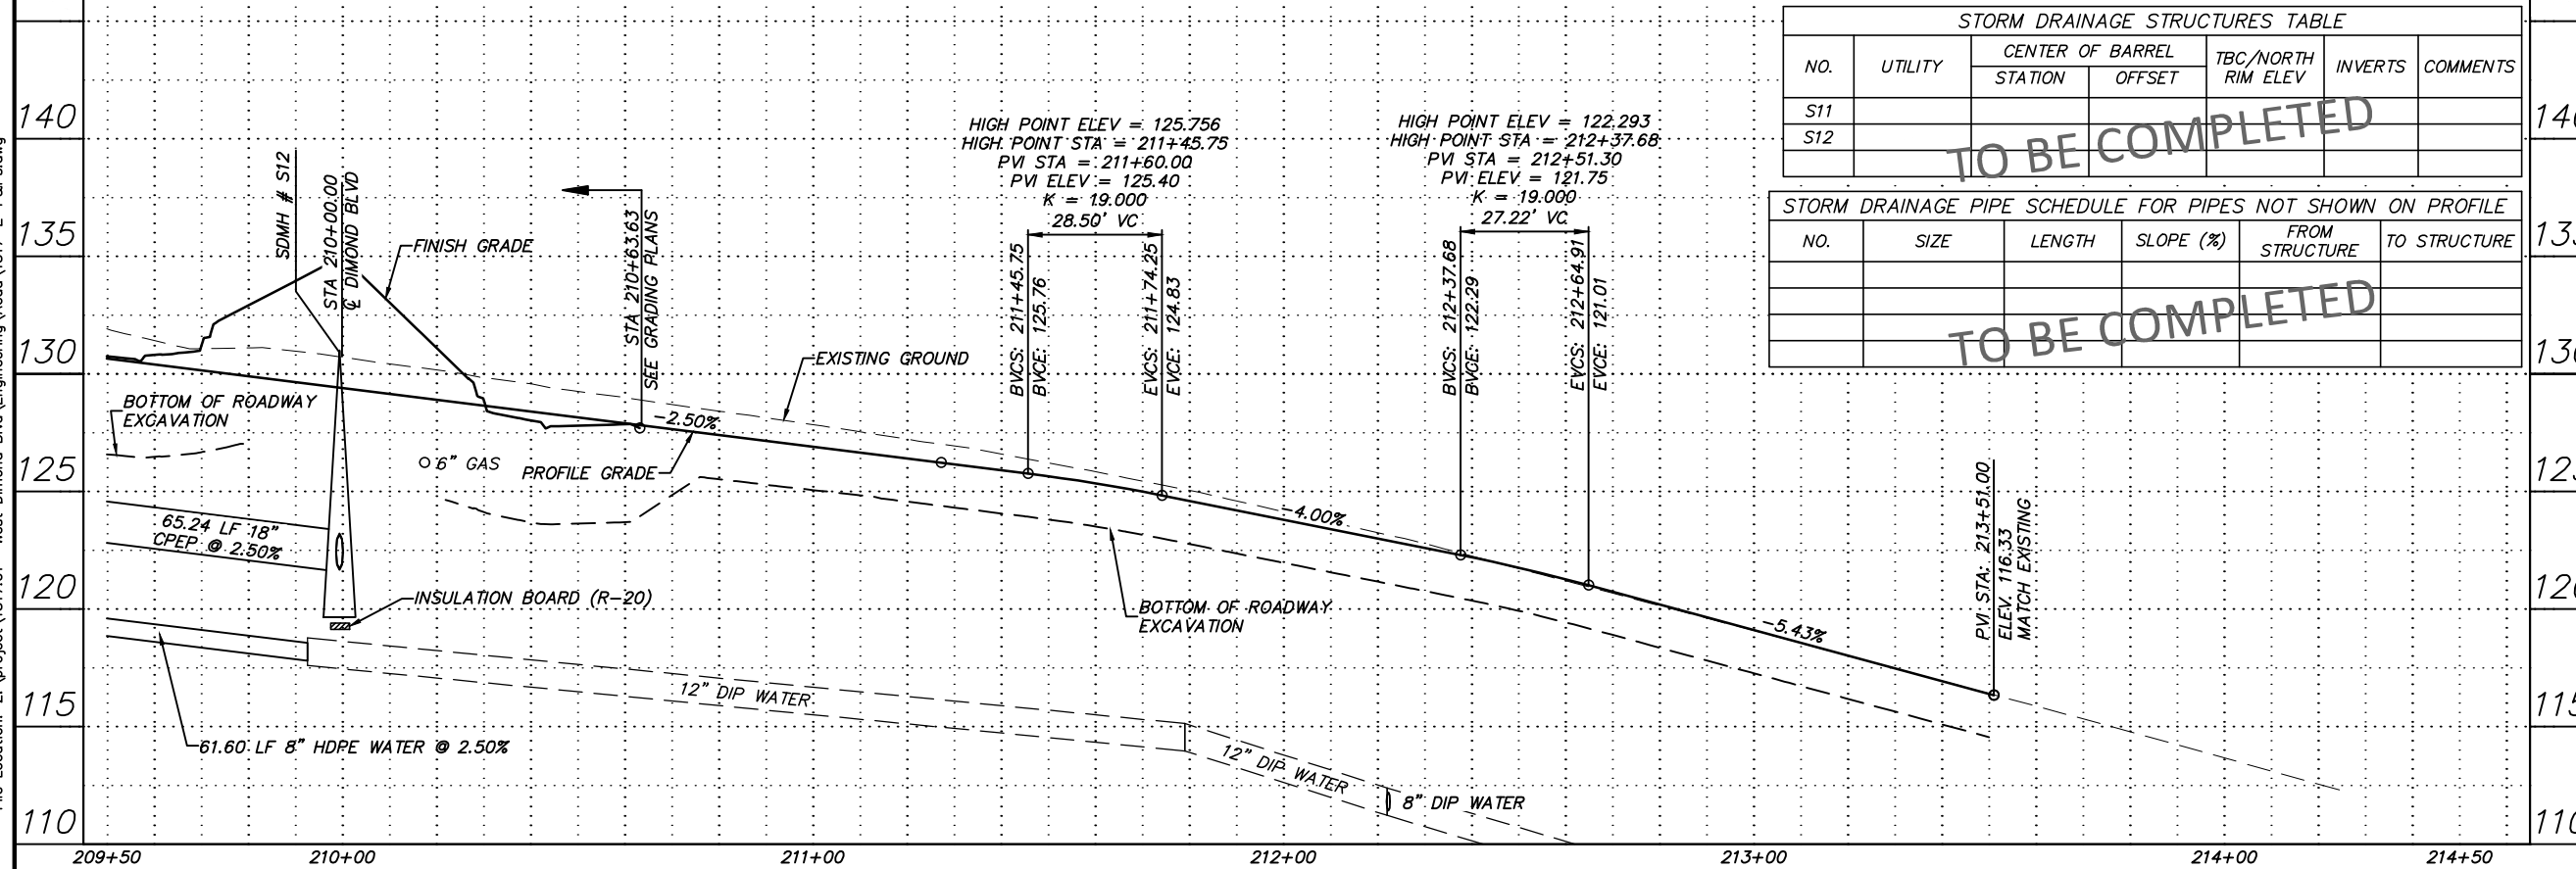 STORM DRAINAGE STRUCTURES TABLE
NO.
UTILITY
CENTER OF BARREL
STATION
OFFSET
TBC/NORTH
RIM ELEV
INVERTS
COMMENTS
S11
S12
TO BE COMPLETED
STORM DRAINAGE PIPE SCHEDULE FOR PIPES NOT SHOWN ON PROFILE
NO.
SIZE
LENGTH
SLOPE (%)
FROM
STRUCTURE
TO STRUCTURE
TO BE COMPLETED
140
135
130
125
120
115
110
SDMH # S12
STA 210+00.00
℄ DIMOND BLVD
FINISH GRADE
STA 210+63.63
SEE GRADING PLANS
EXISTING GROUND
HIGH POINT ELEV = 125.756
HIGH POINT STA = 211+45.75
PVI STA = 211+60.00
PVI ELEV = 125.40
K = 19.000
28.50' VC
BVCS: 211+45.75
BVCE: 125.76
EVCS: 211+74.25
EVCE: 124.83
HIGH POINT ELEV = 122.293
HIGH POINT STA = 212+37.68
PVI STA = 212+51.30
PVI ELEV = 121.75
K = 19.000
27.22' VC
BVCS: 212+37.68
BVCE: 122.29
EVCS: 212+64.91
EVCE: 121.01
BOTTOM OF ROADWAY
EXCAVATION
-2.50%
6" GAS
PROFILE GRADE
65.24 LF 18"
CPEP @ 2.50%
INSULATION BOARD (R-20)
-4.00%
BOTTOM OF ROADWAY
EXCAVATION
-5.43%
PVI STA: 213+51.00
ELEV. 116.33
MATCH EXISTING
12" DIP WATER
61.60 LF 8" HDPE WATER @ 2.50%
12" DIP WATER
8" DIP WATER
209+50
210+00
211+00
212+00
213+00
214+00
214+50